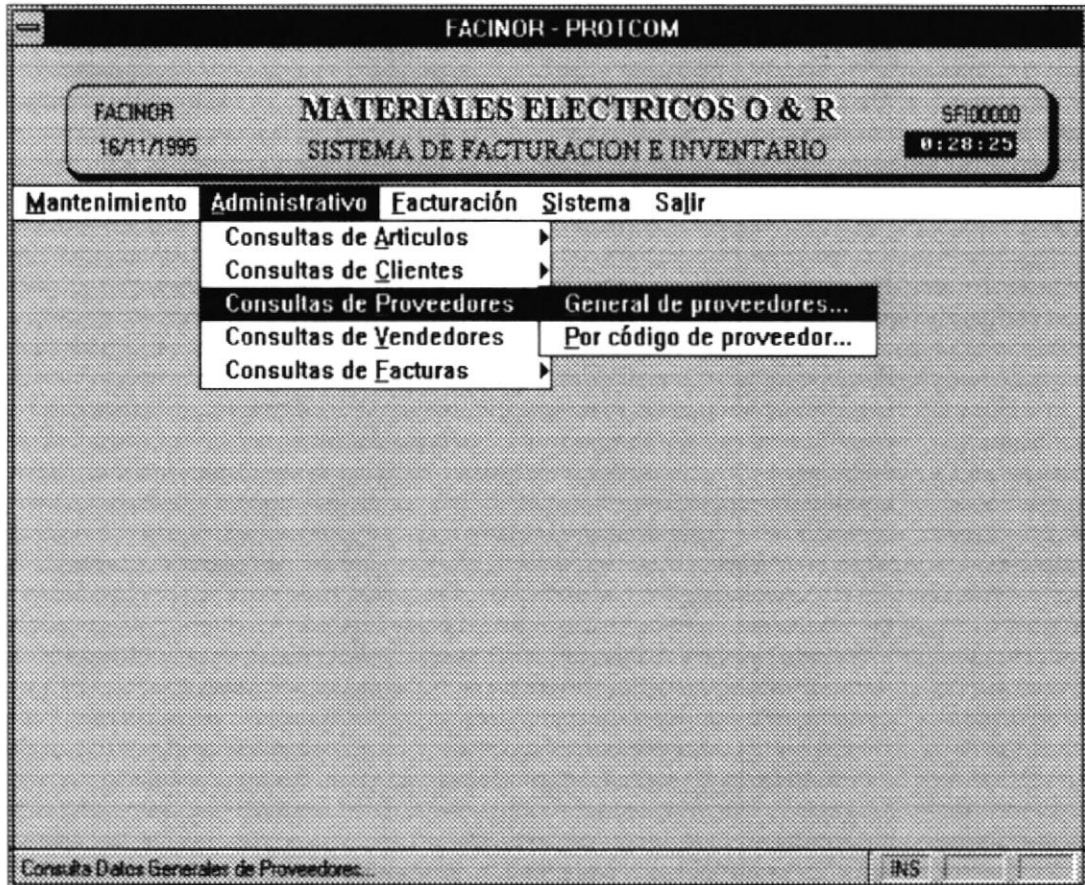 FACINOR - PROTCOM
FACINOR MATERIALES ELECTRICOS O & R SFI00000
16/11/1995 SISTEMA DE FACTURACION E INVENTARIO 0:28:25
Mantenimiento Administrativo Facturación Sistema Salir
Consultas de Articulos
Consultas de Clientes
Consultas de Proveedores General de proveedores...
Consultas de Vendedores Por código de proveedor...
Consultas de Facturas
Consulta Datos Generales de Proveedores... INS